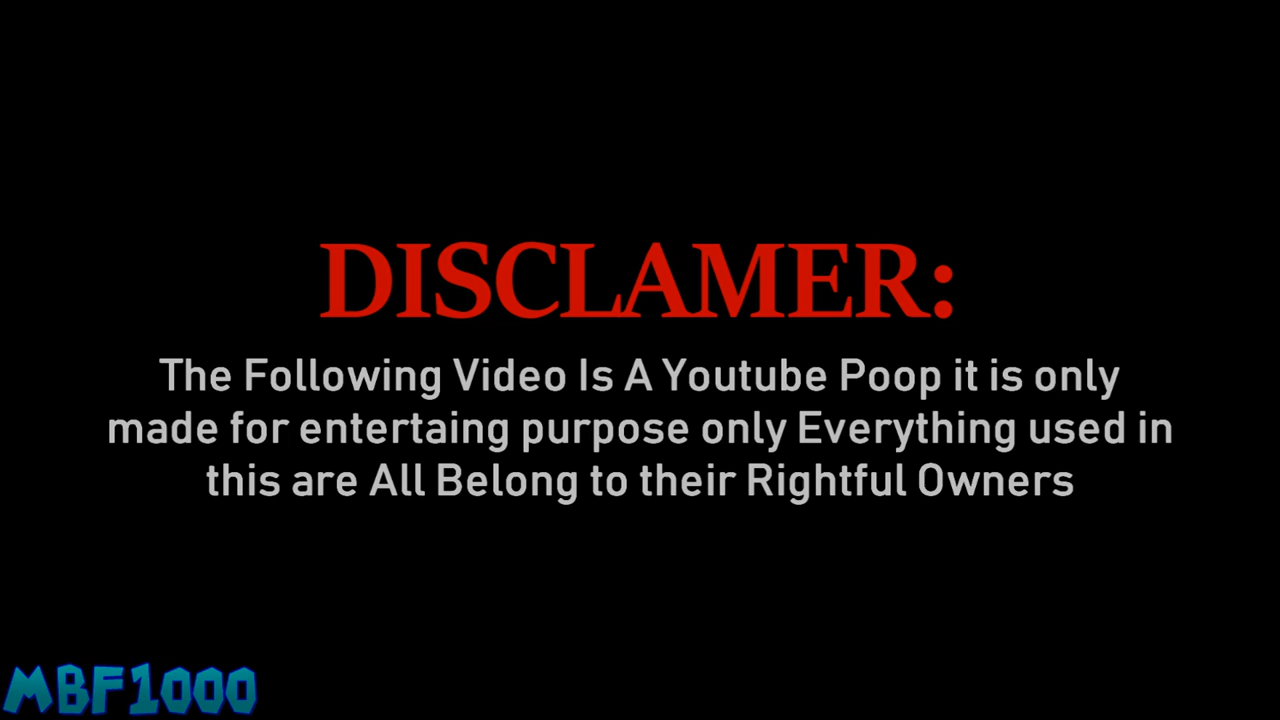 DISCLAMER:
The Following Video Is A Youtube Poop it is only
made for entertaing purpose only Everything used in
this are All Belong to their Rightful Owners
MBF1000